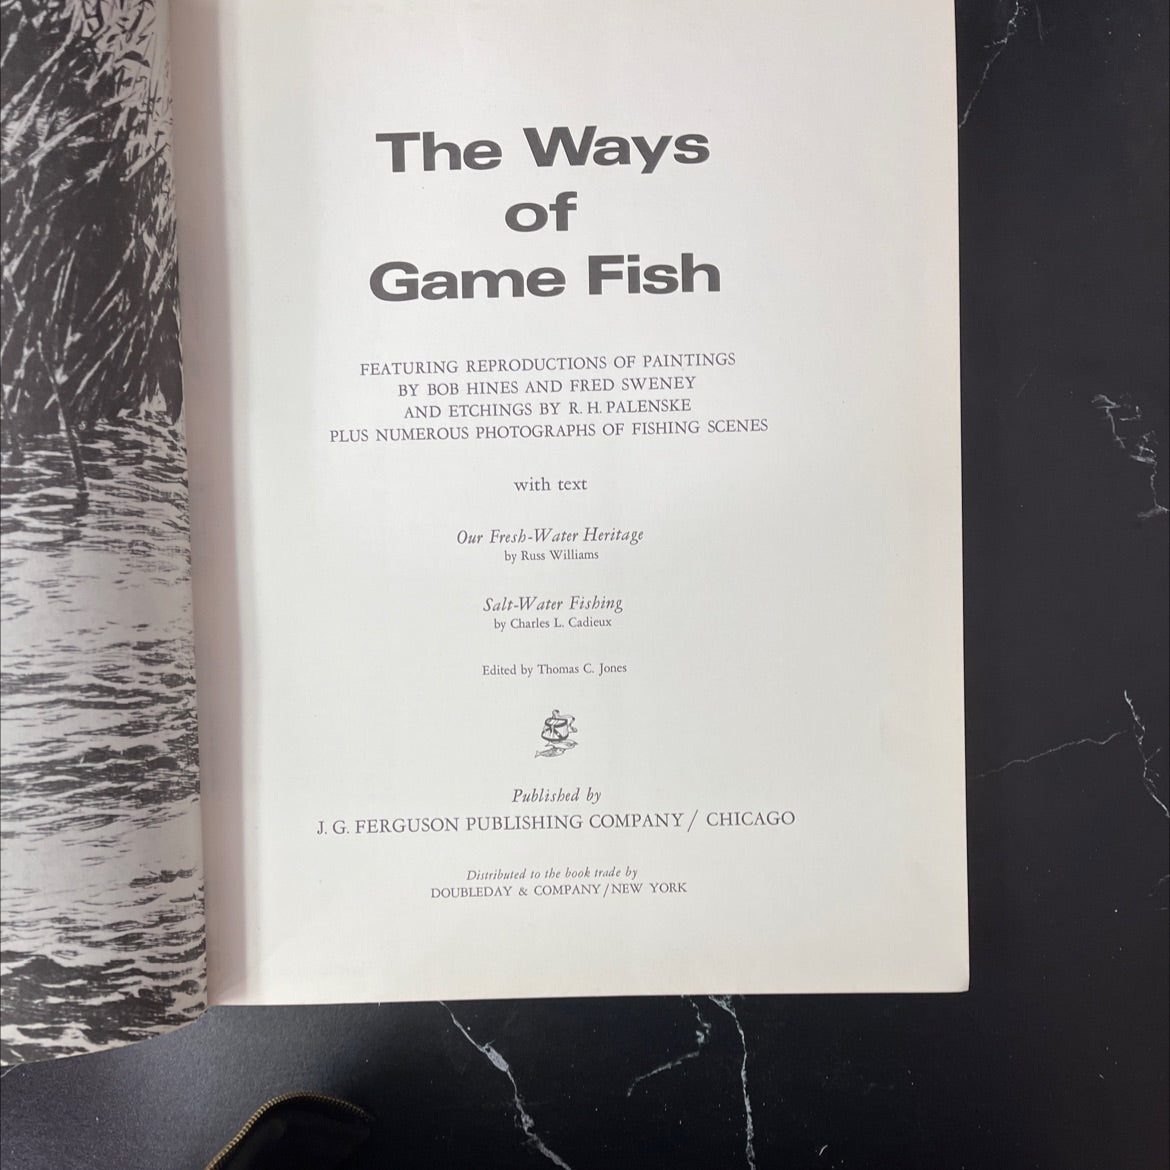 The Ways
of
Game Fish
FEATURING REPRODUCTIONS OF PAINTINGS
BY BOB HINES AND FRED SWENEY
AND ETCHINGS BY R. H. PALENSKE
PLUS NUMEROUS PHOTOGRAPHS OF FISHING SCENES
with text
Our Fresh-Water Heritage
by Russ Williams
Salt-Water Fishing
by Charles L. Cadieux
Edited by Thomas C. Jones
Published by
J. G. FERGUSON PUBLISHING COMPANY / CHICAGO
Distributed to the book trade by
DOUBLEDAY & COMPANY / NEW YORK